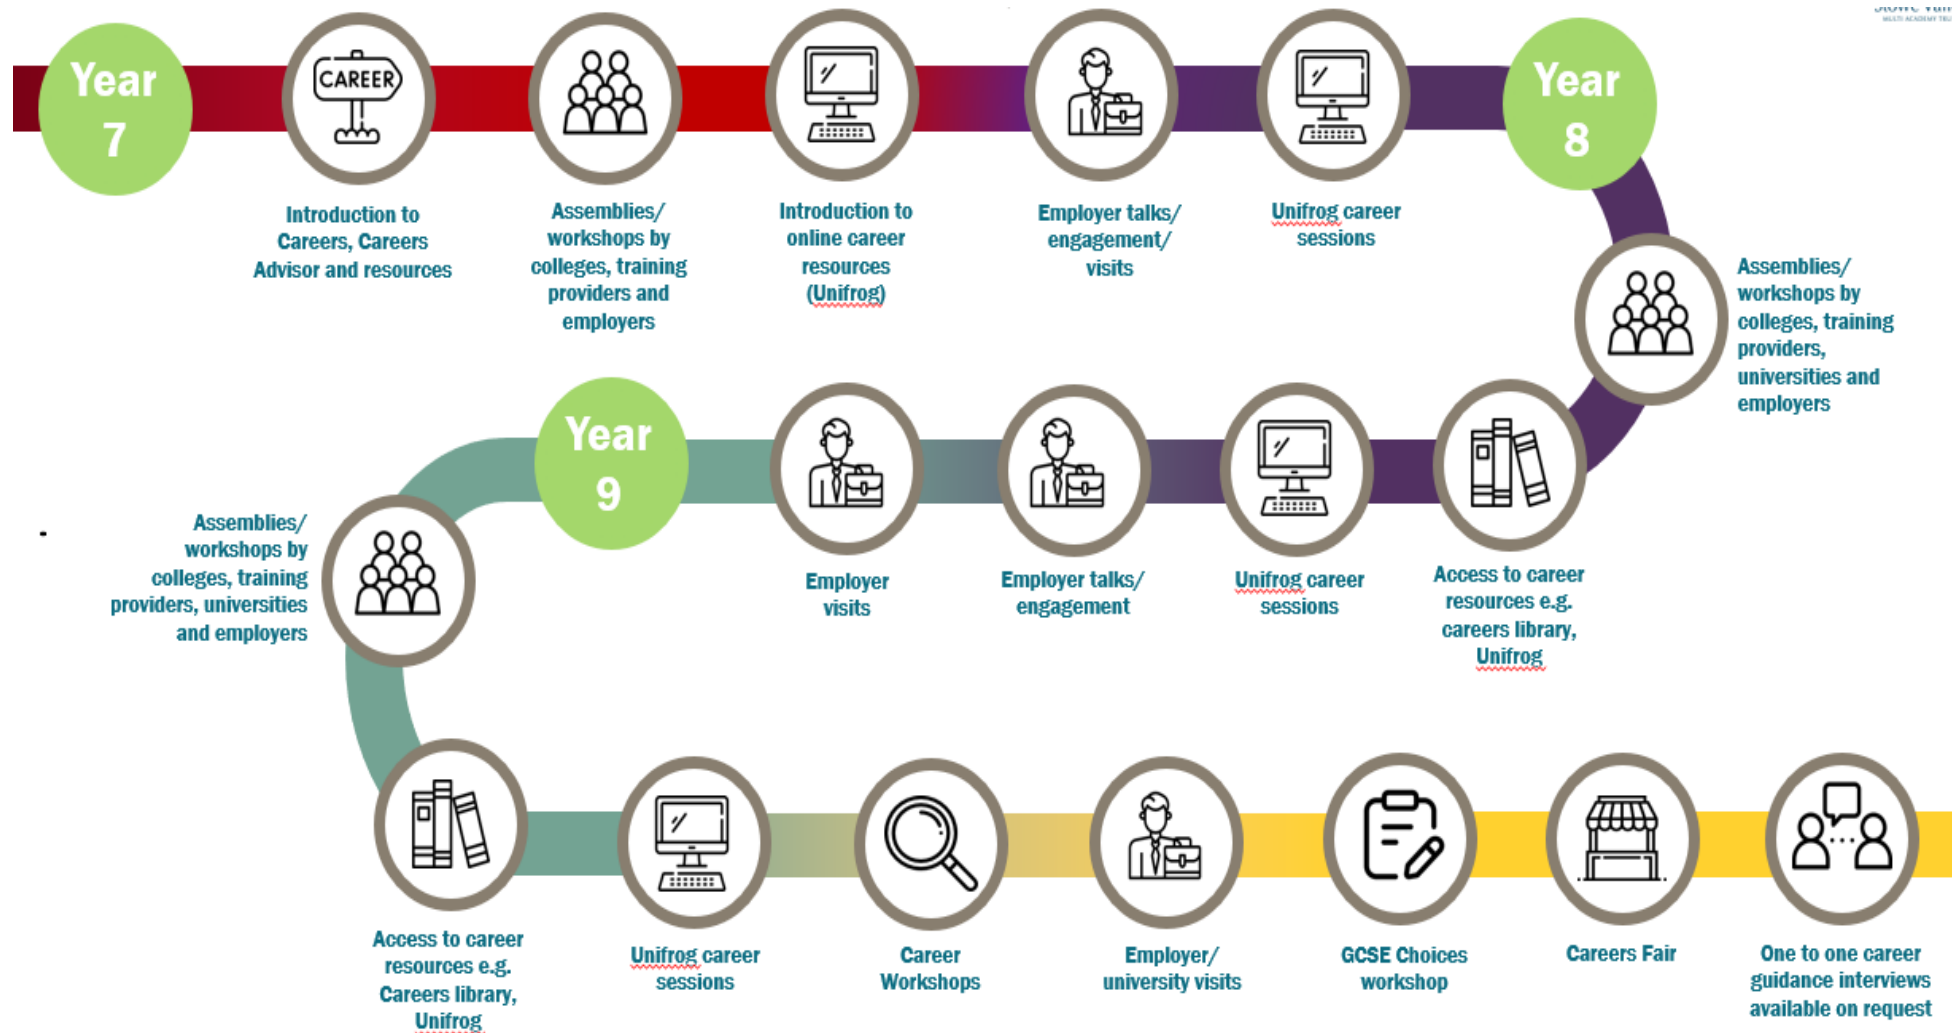 MULTI ACADEMY
Year
7
CAREER
Introduction to
Careers, Careers
Advisor and resources
Assemblies/
workshops by
colleges, training
providers and
employers
Introduction to
online career
resources
(Unifrog)
Employer talks/
engagement/
visits
Unifrog career
sessions
Year
8
Assemblies/
workshops by
colleges, training
providers,
universities and
employers
Access to career
resources e.g.
careers library,
Unifrog
Unifrog career
sessions
Employer talks/
engagement
Employer
visits
Year
9
Assemblies/
workshops by
colleges, training
providers, universities
and employers
Access to career
resources e.g.
Careers library,
Unifrog
Unifrog career
sessions
Career
Workshops
Employer/
university visits
GCSE Choices
workshop
Careers Fair
One to one career
guidance interviews
available on request